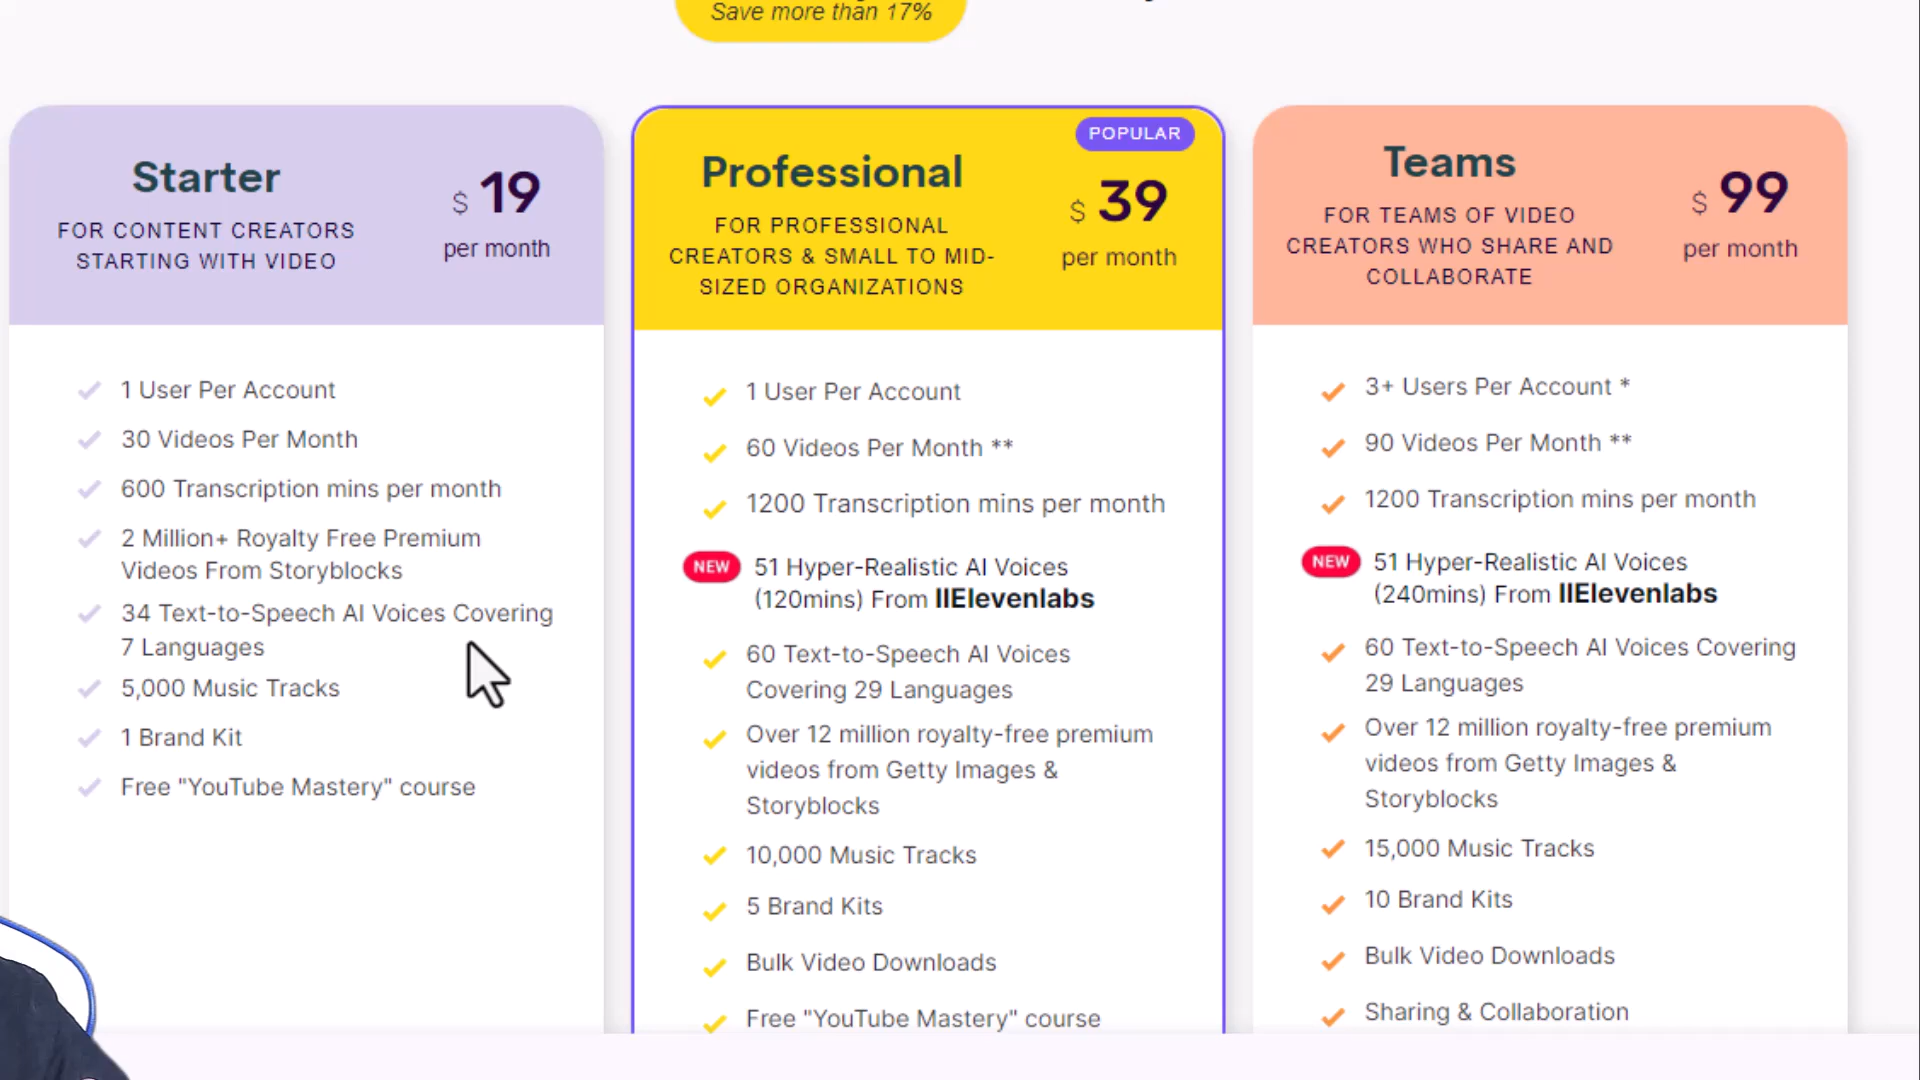 Save more than 17%
Starter
$ 19
per month
FOR CONTENT CREATORS
STARTING WITH VIDEO
1 User Per Account
30 Videos Per Month
600 Transcription mins per month
2 Million+ Royalty Free Premium
Videos From Storyblocks
34 Text-to-Speech AI Voices Covering
7 Languages
5,000 Music Tracks
1 Brand Kit
Free "YouTube Mastery" course
POPULAR
Professional
$ 39
per month
FOR PROFESSIONAL
CREATORS & SMALL TO MID-
SIZED ORGANIZATIONS
1 User Per Account
60 Videos Per Month **
1200 Transcription mins per month
NEW 51 Hyper-Realistic AI Voices
(120mins) From IIElevenlabs
60 Text-to-Speech AI Voices
Covering 29 Languages
Over 12 million royalty-free premium
videos from Getty Images &
Storyblocks
10,000 Music Tracks
5 Brand Kits
Bulk Video Downloads
Free "YouTube Mastery" course
Teams
$ 99
per month
FOR TEAMS OF VIDEO
CREATORS WHO SHARE AND
COLLABORATE
3+ Users Per Account *
90 Videos Per Month **
1200 Transcription mins per month
NEW 51 Hyper-Realistic AI Voices
(240mins) From IIElevenlabs
60 Text-to-Speech AI Voices Covering
29 Languages
Over 12 million royalty-free premium
videos from Getty Images &
Storyblocks
15,000 Music Tracks
10 Brand Kits
Bulk Video Downloads
Sharing & Collaboration